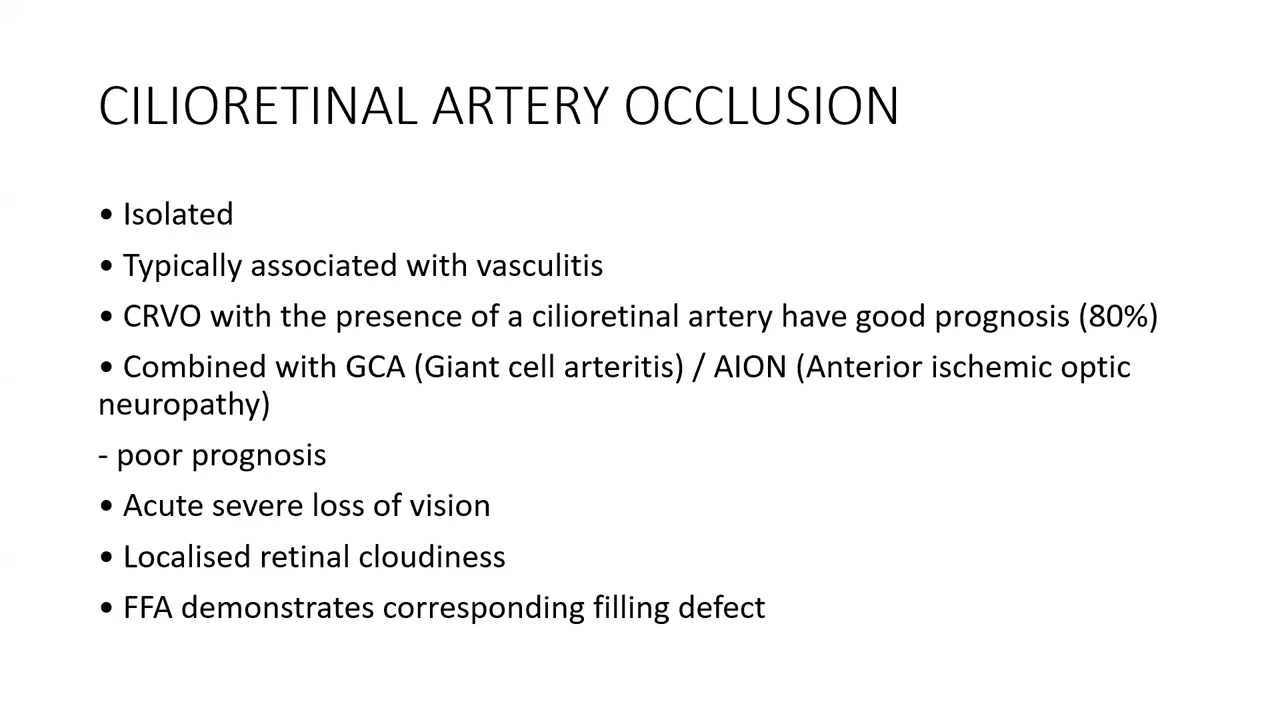 CILIORETINAL ARTERY OCCLUSION
• Isolated
• Typically associated with vasculitis
• CRVO with the presence of a cilioretinal artery have good prognosis (80%)
• Combined with GCA (Giant cell arteritis) / AION (Anterior ischemic optic
neuropathy)
- poor prognosis
• Acute severe loss of vision
• Localised retinal cloudiness
• FFA demonstrates corresponding filling defect